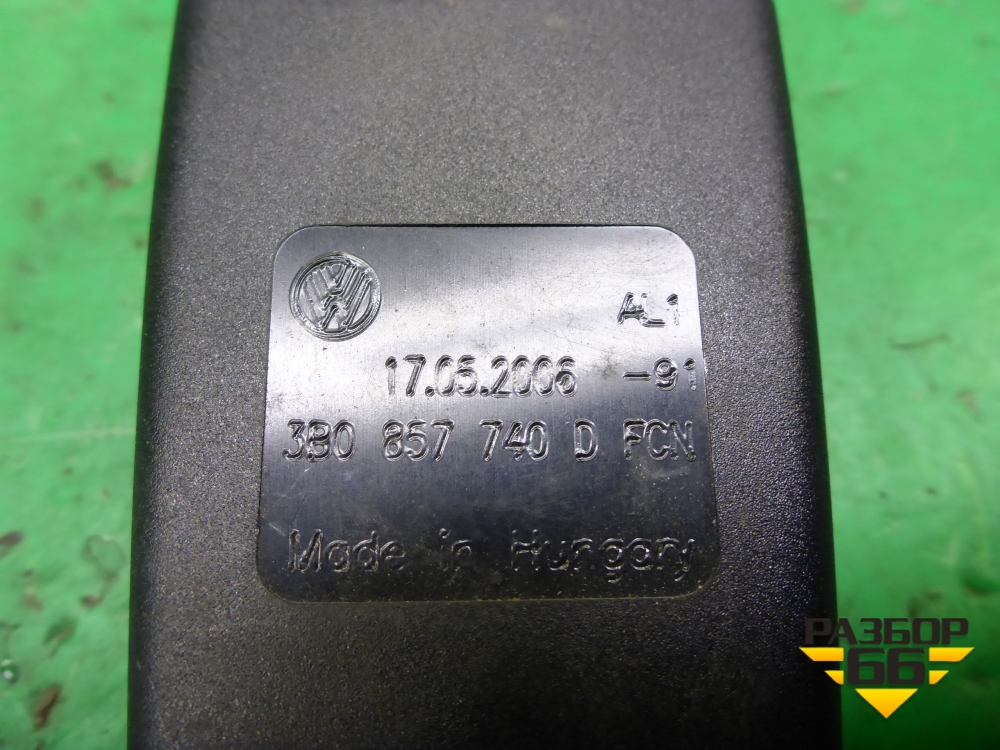 AL1
17.05.2006 -91
3B0 857 740 D FCN
Made in Hungary
РАЗБОР
66